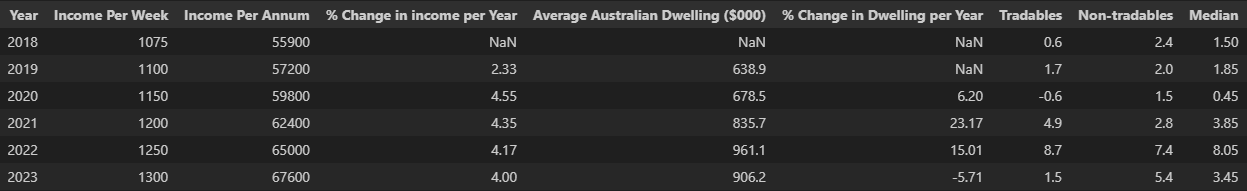 Year Income Per Week Income Per Annum % Change in income per Year Average Australian Dwelling ($000) % Change in Dwelling per Year Tradables Non-tradables Median
2018 1075 55900 NaN NaN NaN 0.6 2.4 1.50
2019 1100 57200 2.33 638.9 NaN 1.7 2.0 1.85
2020 1150 59800 4.55 678.5 6.20 -0.6 1.5 0.45
2021 1200 62400 4.35 835.7 23.17 4.9 2.8 3.85
2022 1250 65000 4.17 961.1 15.01 8.7 7.4 8.05
2023 1300 67600 4.00 906.2 -5.71 1.5 5.4 3.45